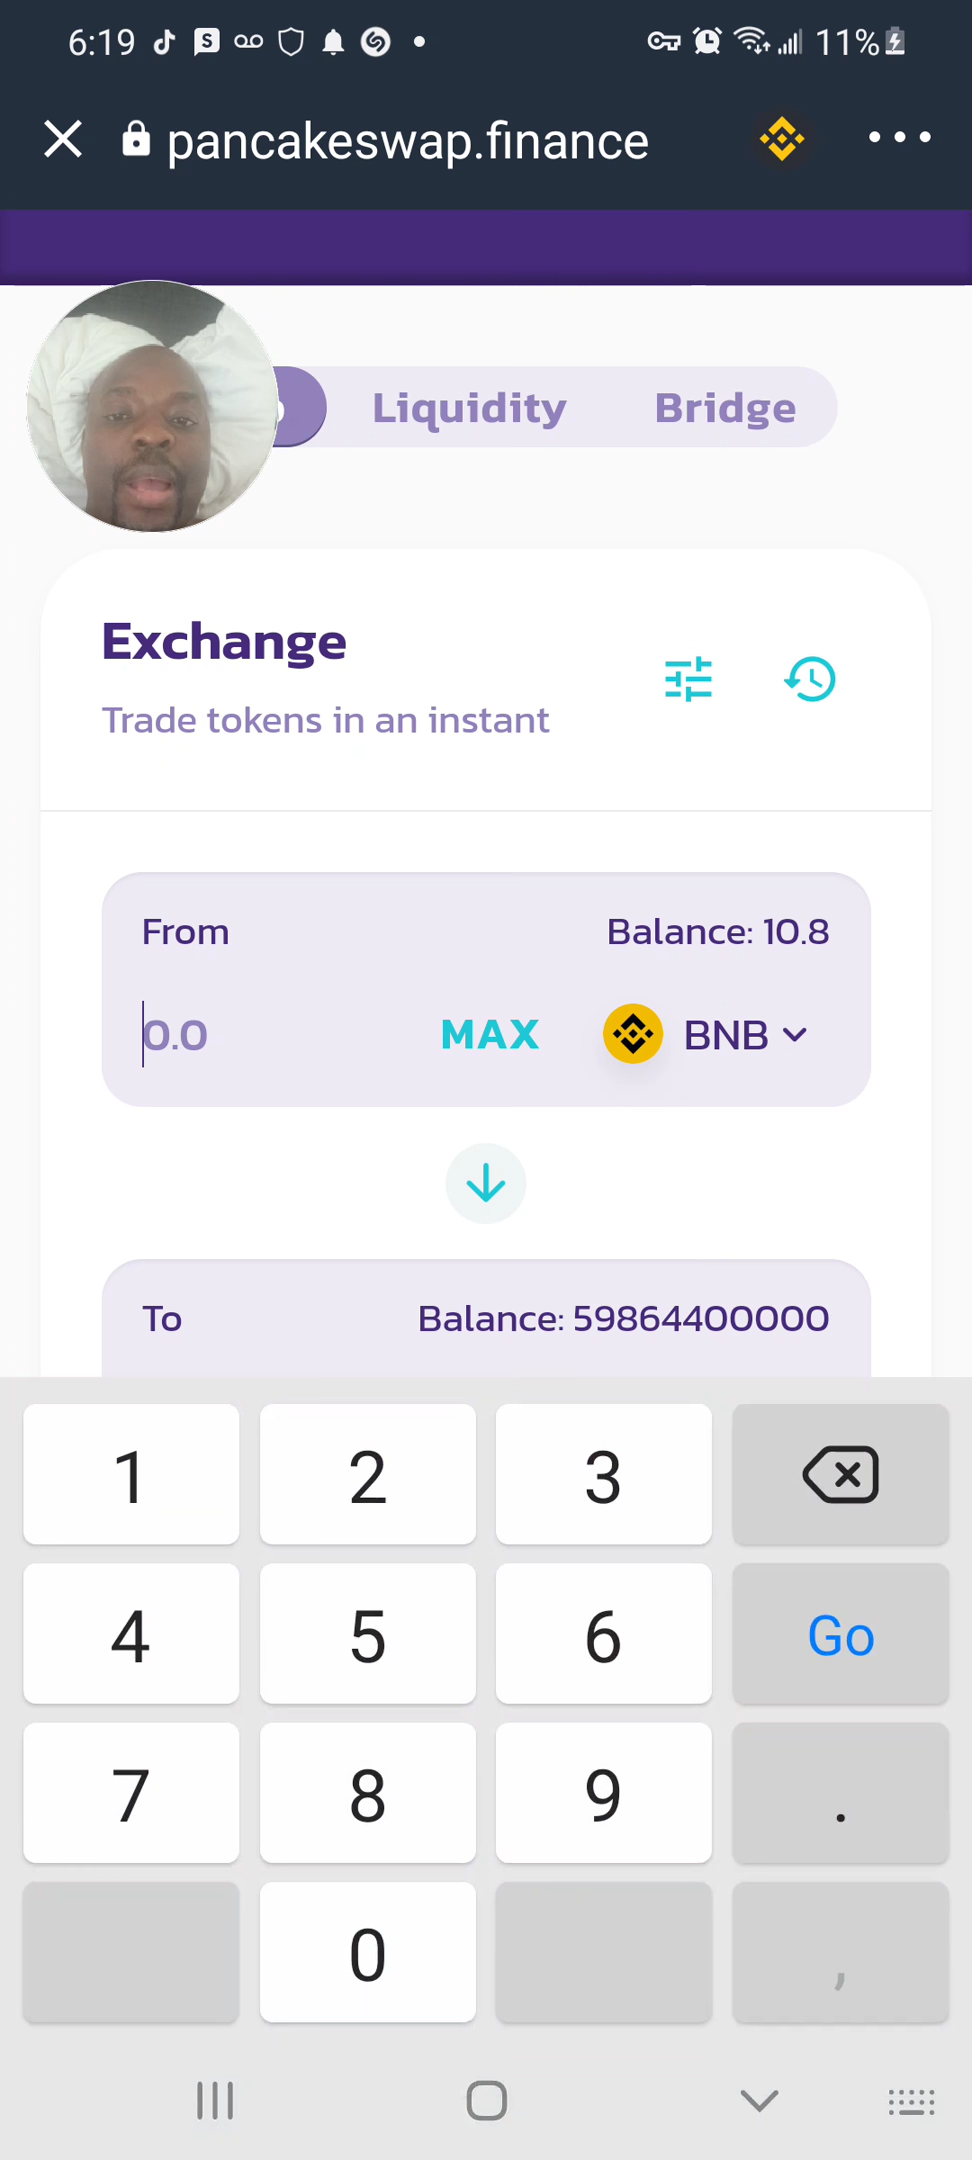 6:19
11%
pancakeswap.finance
Liquidity
Bridge
Exchange
Trade tokens in an instant
From
Balance: 10.8
0.0
MAX
BNB
To
Balance: 59864400000
1
2
3
4
5
6
Go
7
8
9
.
0
,